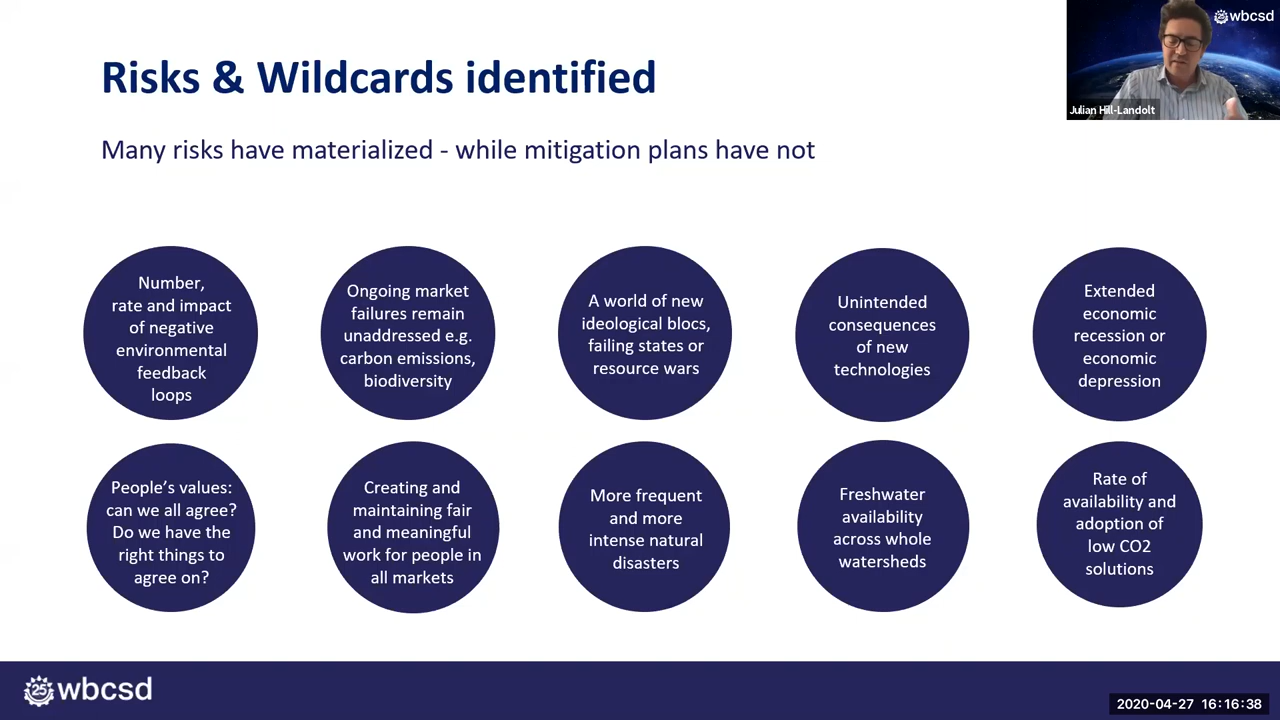 wbcsd
Julian Hill-Landolt
Risks & Wildcards identified
Many risks have materialized - while mitigation plans have not
Number,
rate and impact
of negative
environmental
feedback
loops
Ongoing market
failures remain
unaddressed e.g.
carbon emissions,
biodiversity
A world of new
ideological blocs,
failing states or
resource wars
Unintended
consequences
of new
technologies
Extended
economic
recession or
economic
depression
People's values:
can we all agree?
Do we have the
right things to
agree on?
Creating and
maintaining fair
and meaningful
work for people in
all markets
More frequent
and more
intense natural
disasters
Freshwater
availability
across whole
watersheds
Rate of
availability and
adoption of
low CO2
solutions
25 wbcsd
2020-04-27 16:16:38